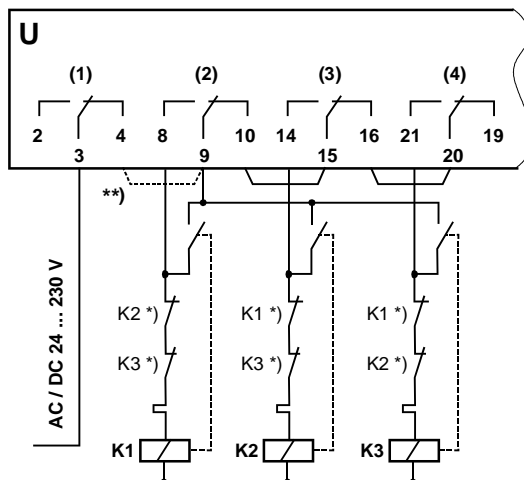 U
(1) (2) (3) (4)
2 4 8 10 14 16 21 19
3 9 15 20
**)
AC / DC 24 ... 230 V
K2 *) K1 *) K1 *)
K3 *) K3 *) K2 *)
K1 K2 K3